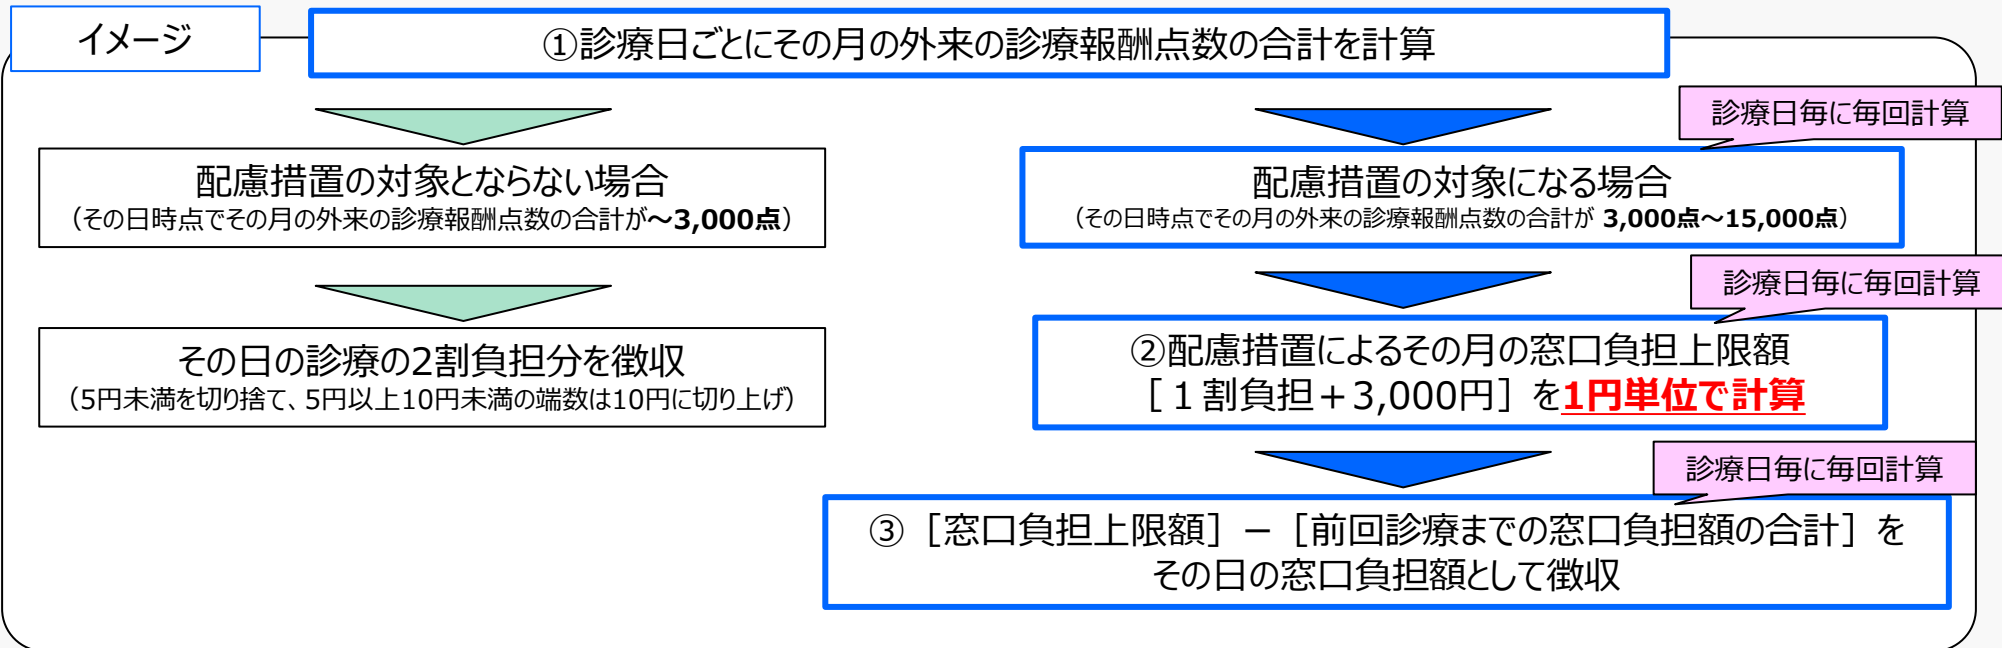 イメージ
①診療日ごとにその月の外来の診療報酬点数の合計を計算
配慮措置の対象とならない場合
（その日時点でその月の外来の診療報酬点数の合計が～3,000点）
その日の診療の2割負担分を徴収
（5円未満を切り捨て、5円以上10円未満の端数は10円に切り上げ）
診療日毎に毎回計算
配慮措置の対象になる場合
（その日時点でその月の外来の診療報酬点数の合計が 3,000点～15,000点）
診療日毎に毎回計算
②配慮措置によるその月の窓口負担上限額
［１割負担＋3,000円］を1円単位で計算
診療日毎に毎回計算
③［窓口負担上限額］－［前回診療までの窓口負担額の合計］を
その日の窓口負担額として徴収